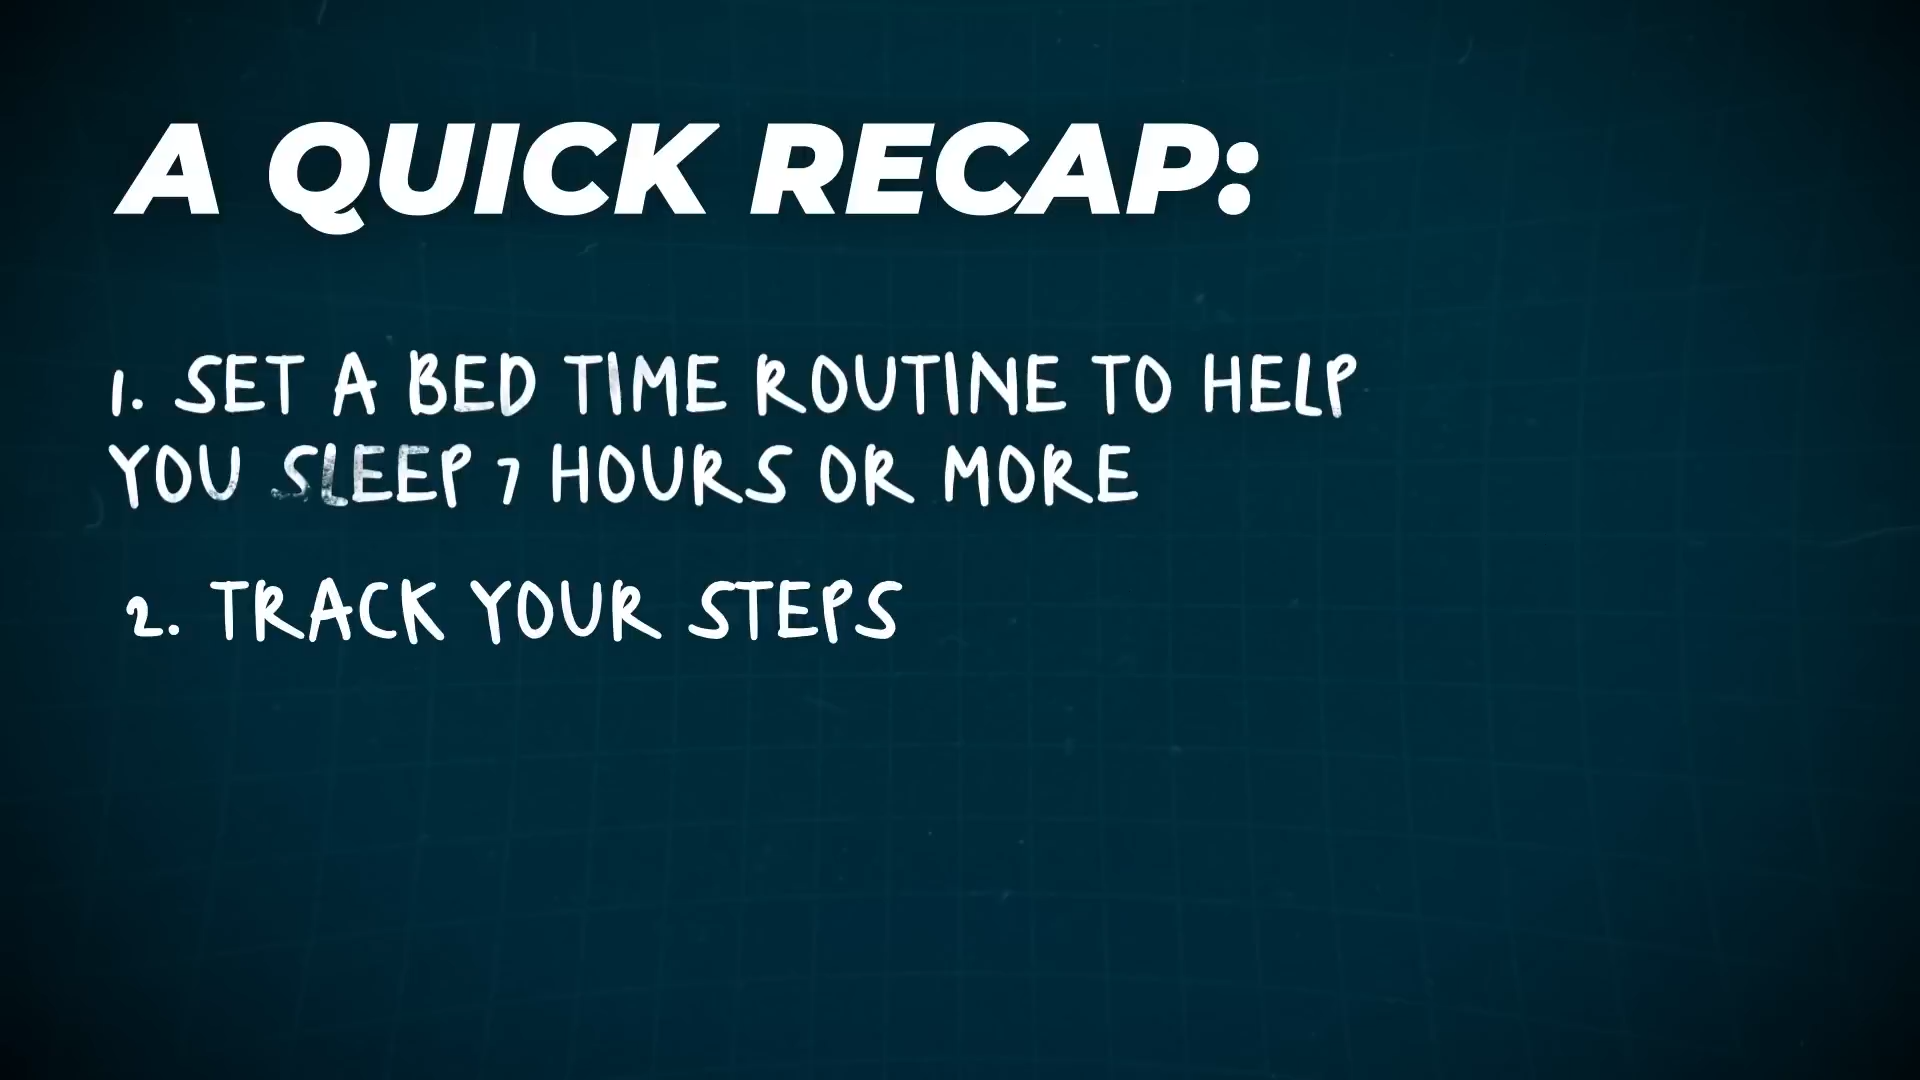 A QUICK RECAP:
1. SET A BED TIME ROUTINE TO HELP
YOU SLEEP 7 HOURS OR MORE
2. TRACK YOUR STEPS